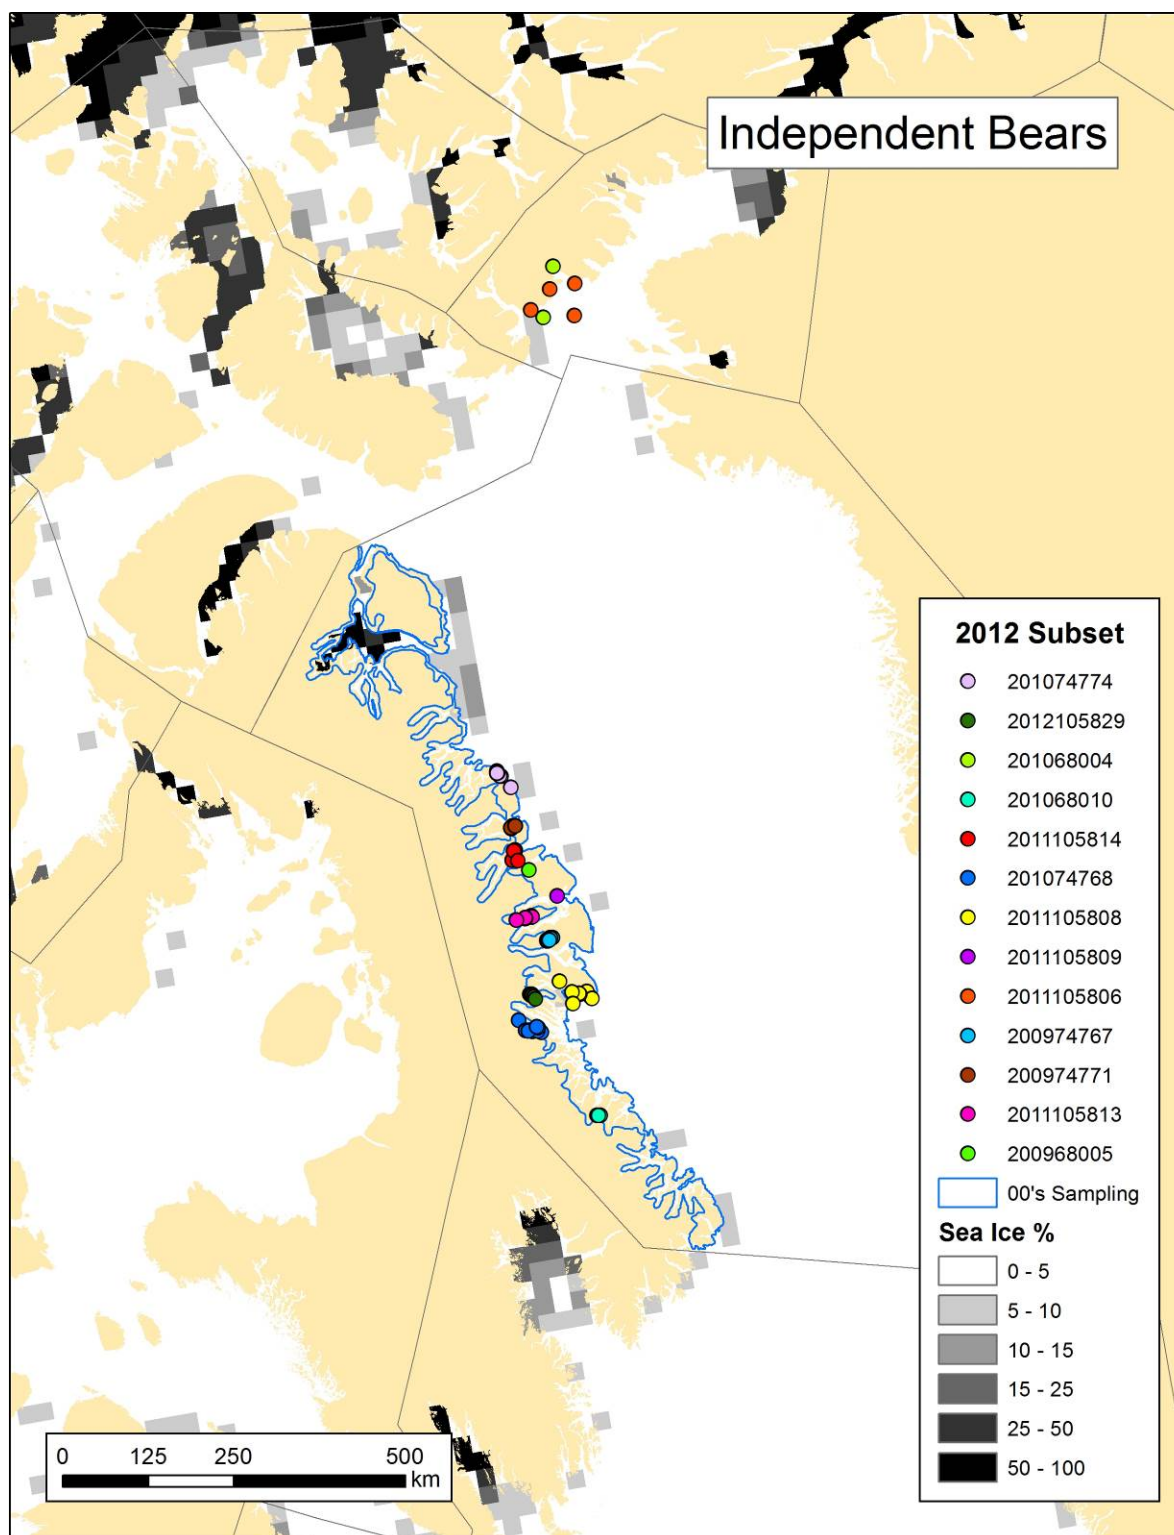 Independent Bears
2012 Subset
201074774
2012105829
201068004
201068010
2011105814
201074768
2011105808
2011105809
2011105806
200974767
200974771
2011105813
200968005
00's Sampling
Sea Ice %
0 - 5
5 - 10
10 - 15
15 - 25
25 - 50
50 - 100
0 125 250 500
km